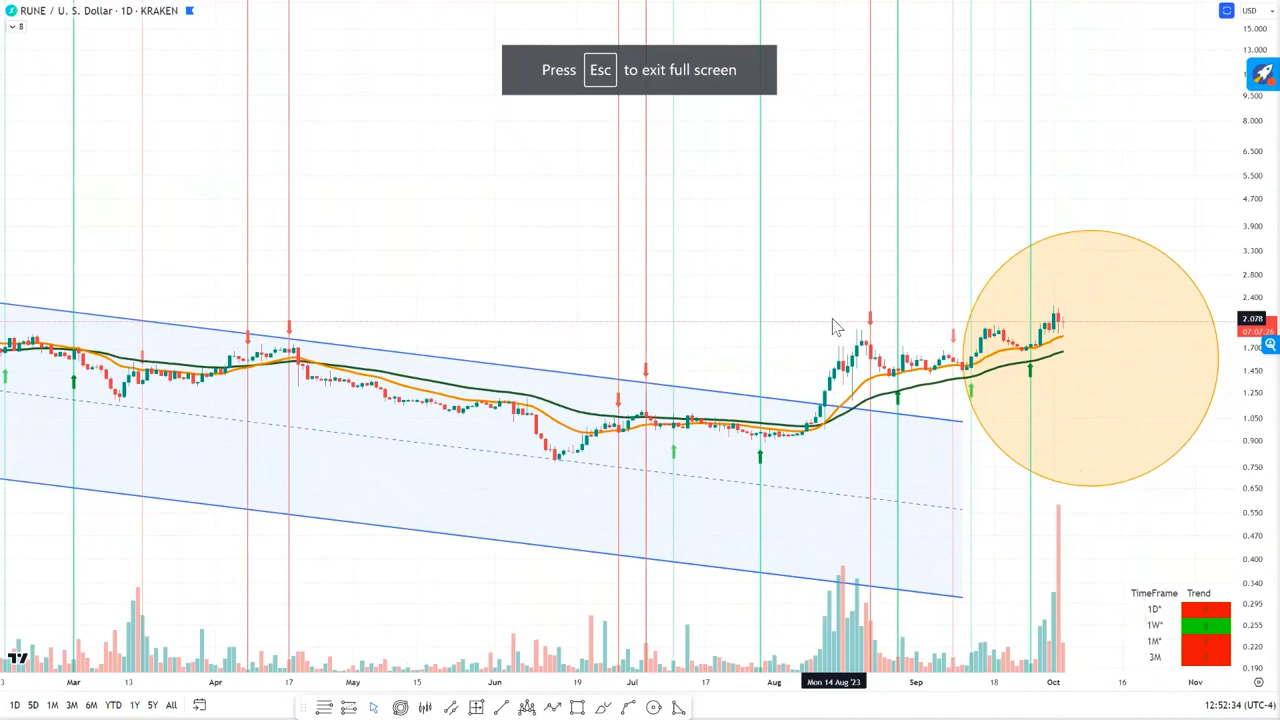 RUNE / U. S. Dollar · 1D · KRAKEN
8
Press Esc to exit full screen
USD
15.000
13.000
9.500
8.000
6.500
5.500
4.700
3.900
3.300
2.800
2.400
2.078
07:07:26
1.700
1.450
1.250
1.050
0.900
0.750
0.650
0.550
0.470
0.400
0.340
0.295
0.255
0.220
0.190
TimeFrame Trend
1D*
1W*
1M*
3M
Mar 13 Apr 17 May 15 Jun 19 Jul 17 Aug Mon 14 Aug '23 Sep 18 Oct 16 Nov
1D 5D 1M 3M 6M YTD 1Y 5Y All
12:52:34 (UTC-4)